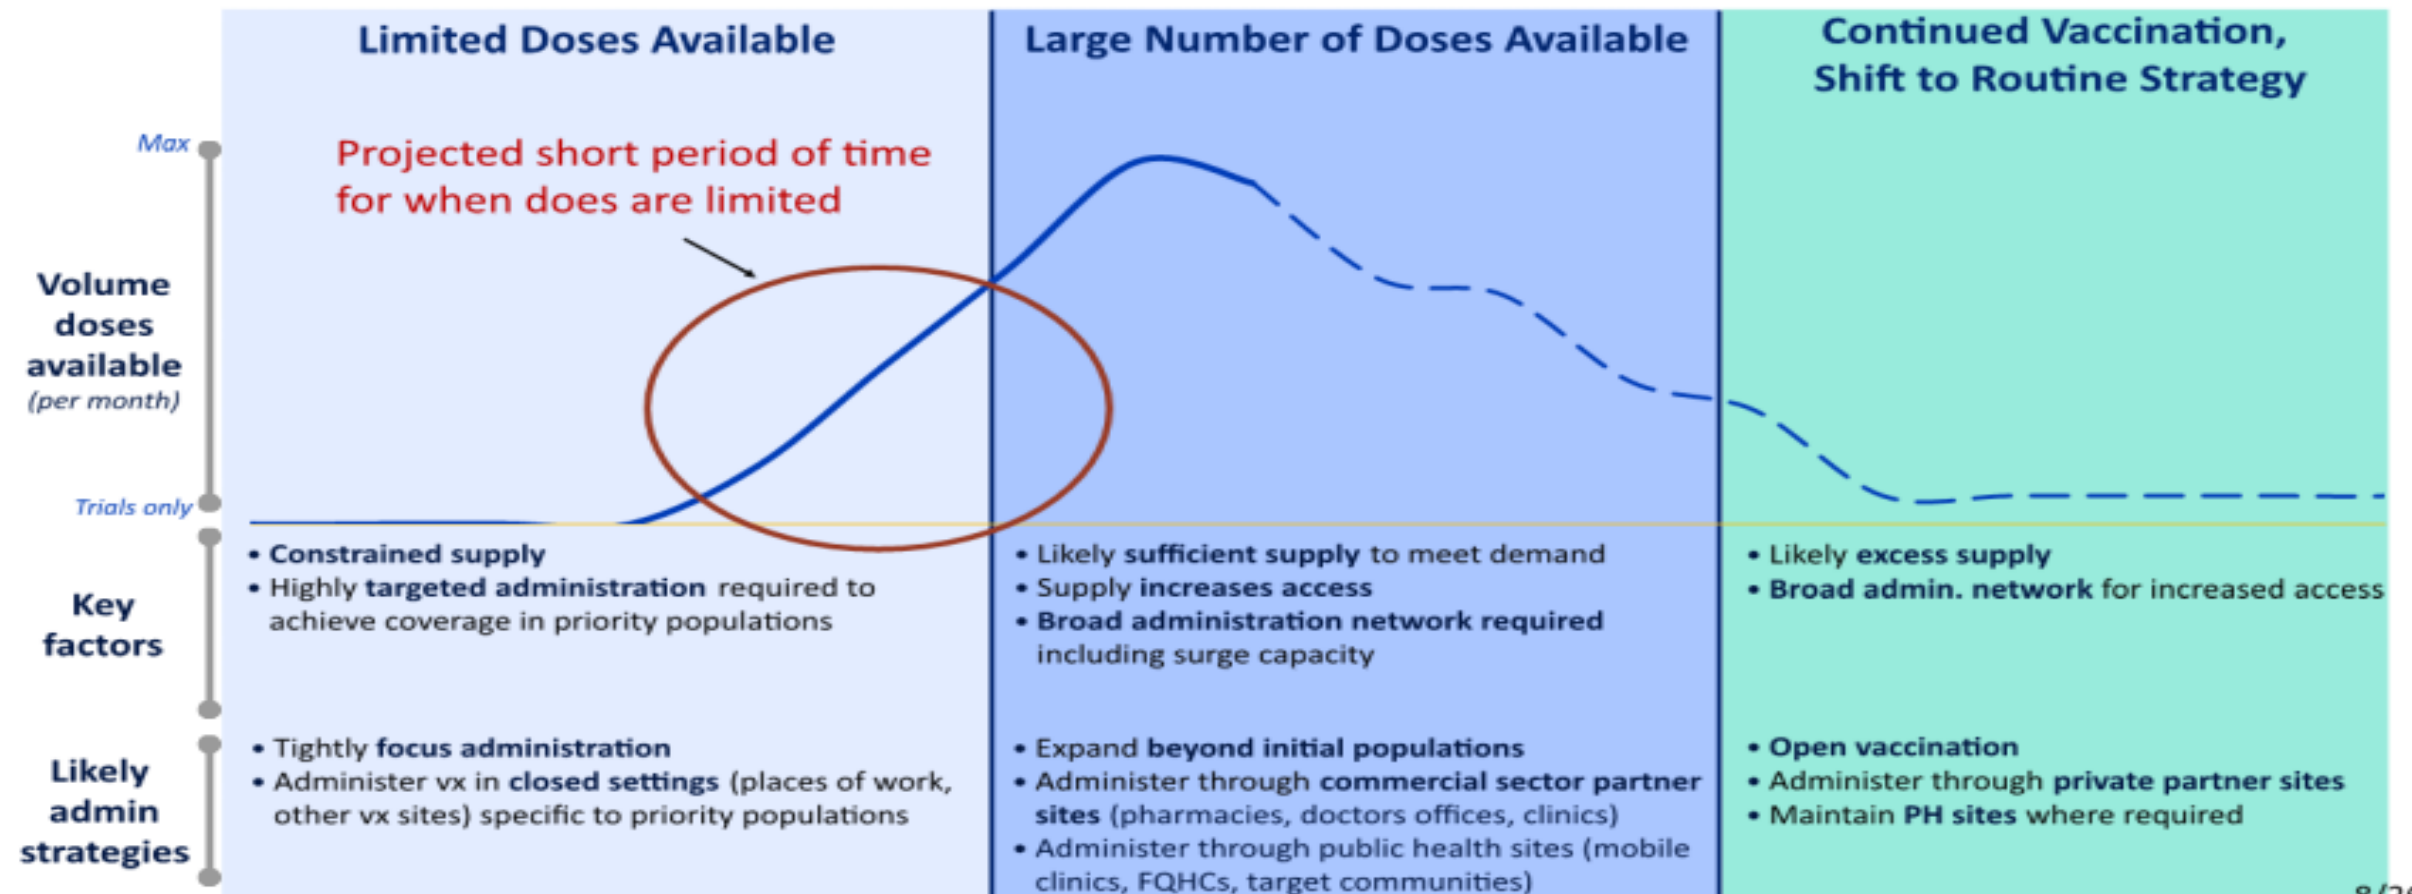 Limited Doses Available
Large Number of Doses Available
Continued Vaccination,
Shift to Routine Strategy
Max
Projected short period of time
for when does are limited
Volume
doses
available
(per month)
Trials only
Key
factors
• Constrained supply
• Highly targeted administration required to
achieve coverage in priority populations
• Likely sufficient supply to meet demand
• Supply increases access
• Broad administration network required
including surge capacity
• Likely excess supply
• Broad admin. network for increased access
Likely
admin
strategies
• Tightly focus administration
• Administer vx in closed settings (places of work,
other vx sites) specific to priority populations
• Expand beyond initial populations
• Administer through commercial sector partner
sites (pharmacies, doctors offices, clinics)
• Administer through public health sites (mobile
clinics, FQHCs, target communities)
• Open vaccination
• Administer through private partner sites
• Maintain PH sites where required